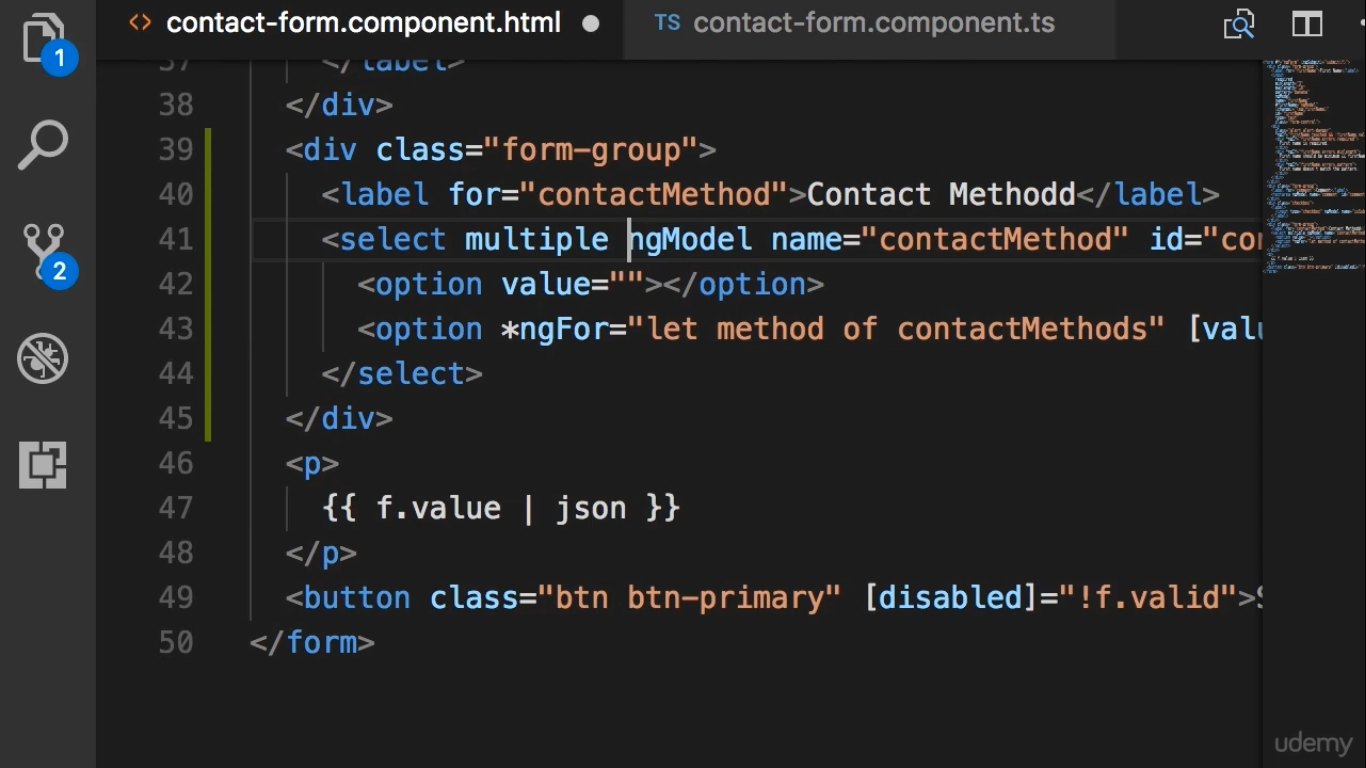 <> contact-form.component.html
TS contact-form.component.ts
1
2
37 </label>
38 </div>
39 <div class="form-group">
40 <label for="contactMethod">Contact Methodd</label>
41 <select multiple ngModel name="contactMethod" id="con
42 <option value=""></option>
43 <option *ngFor="let method of contactMethods" [valu
44 </select>
45 </div>
46 <p>
47 {{ f.value | json }}
48 </p>
49 <button class="btn btn-primary" [disabled]="!f.valid">S
50 </form>
udemy